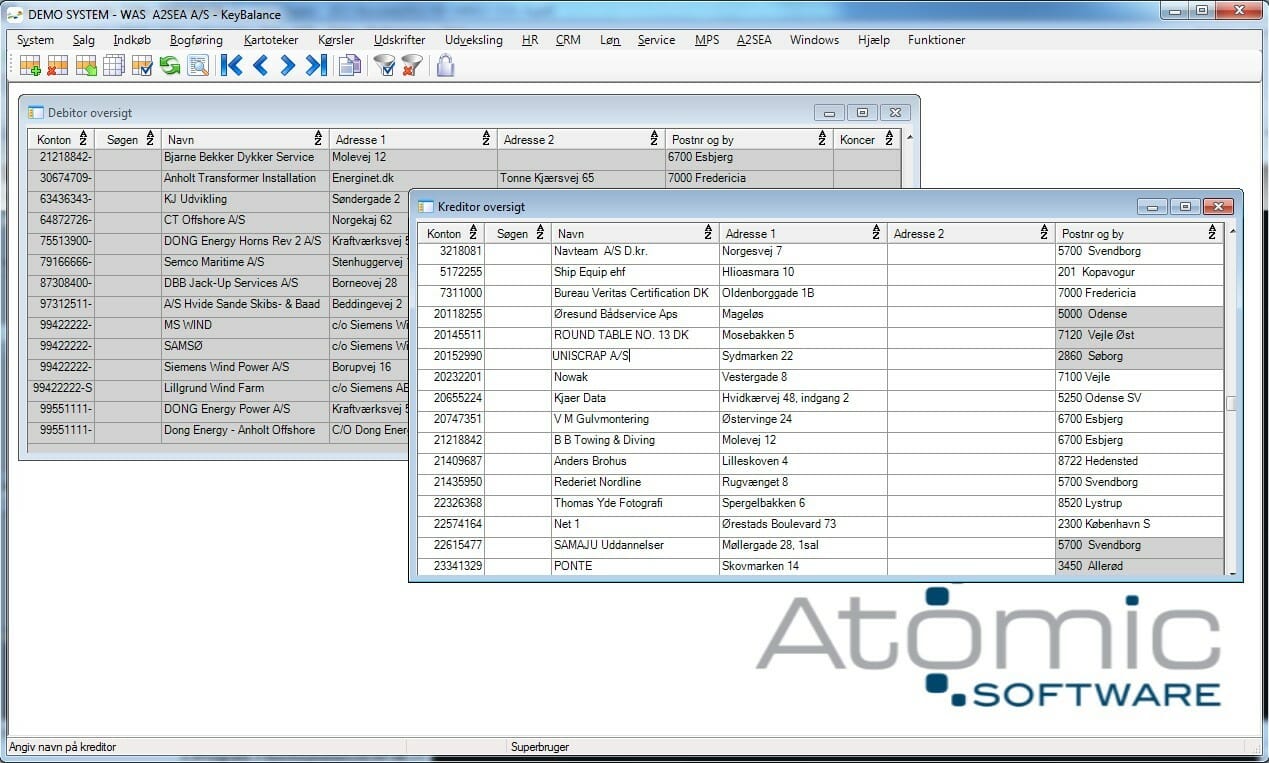 DEMO SYSTEM - WAS A2SEA A/S - KeyBalance
System Salg Indkøb Bogføring Kartoteker Kørsler Udskrifter Udveksling HR CRM Løn Service MPS A2SEA Windows Hjælp Funktioner
Debitor oversigt
Konton Søgen Navn Adresse 1 Adresse 2 Postnr og by Koncer
21218842- Bjarne Bekker Dykker Service Molevej 12 6700 Esbjerg
30674709- Anholt Transformer Installation Energinet.dk Tonne Kjærsvej 65 7000 Fredericia
63436343- KJ Udvikling Søndergade 2
64872726- CT Offshore A/S Norgekaj 62
75513900- DONG Energy Horns Rev 2 A/S Kraftværksvej
79166666- Semco Maritime A/S Stenhuggervej
87308400- DBB Jack-Up Services A/S Borneovej 28
97312511- A/S Hvide Sande Skibs- & Baad Beddingevej 2
99422222- MS WIND c/o Siemens
99422222- SAMSØ c/o Siemens
99422222- Siemens Wind Power A/S Borupvej 16
99422222-S Lillgrund Wind Farm c/o Siemens
99551111- DONG Energy Power A/S Kraftværksvej
99551111- Dong Energy - Anholt Offshore C/O Dong
Kreditor oversigt
Konton Søgen Navn Adresse 1 Adresse 2 Postnr og by
3218081 Navteam A/S D.kr. Norgesvej 7 5700 Svendborg
5172255 Ship Equip ehf Hlioasmara 10 201 Kopavogur
7311000 Bureau Veritas Certification DK Oldenborggade 1B 7000 Fredericia
20118255 Øresund Bådservice Aps Mageløs 5000 Odense
20145511 ROUND TABLE NO. 13 DK Mosebakken 5 7120 Vejle Øst
20152990 UNISCRAP A/S Sydmarken 22 2860 Søborg
20232201 Nowak Vestergade 8 7100 Vejle
20655224 Kjaer Data Hvidkærvej 48, indgang 2 5250 Odense SV
20747351 V M Gulvmontering Østervinge 24 6700 Esbjerg
21218842 B B Towing & Diving Molevej 12 6700 Esbjerg
21409687 Anders Brohus Lilleskoven 4 8722 Hedensted
21435950 Rederiet Nordline Rugvænget 8 5700 Svendborg
22326368 Thomas Yde Fotografi Spergelbakken 6 8520 Lystrup
22574164 Net 1 Ørestads Boulevard 73 2300 København S
22615477 SAMAJU Uddannelser Møllergade 28, 1sal 5700 Svendborg
23341329 PONTE Skovmarken 14 3450 Allerød
Atomic
SOFTWARE
Angiv navn på kreditor Superbruger